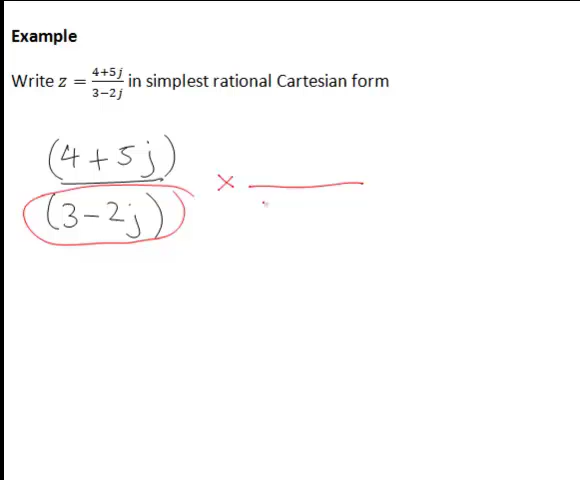 Example
Write z = 4+5j/3−2j in simplest rational Cartesian form
(4+5j)
× 
(3−2j)